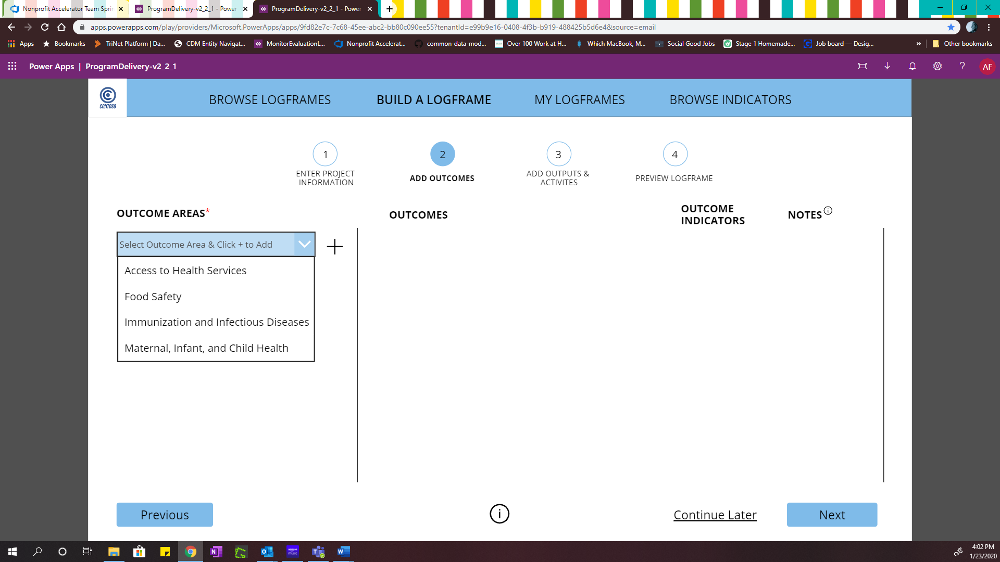 Nonprofit Accelerator Team Sprin
ProgramDelivery-v2_2_1 - Power
ProgramDelivery-v2_2_1 - Power
apps.powerapps.com/play/providers/Microsoft.PowerApps/apps/9fd82e7c-7c68-45ee-abc2-bb80c090ee55?tenantId=e99b9e16-0408-4f3b-b919-488425b5d6e4&source=email
Apps
Bookmarks
TriNet Platform | Da...
CDM Entity Navigat...
MonitorEvaluationL...
Nonprofit Accelerat...
common-data-mod...
Over 100 Work at H...
Which MacBook, M...
Social Good Jobs
Stage 1 Homemade...
Job board — Desig...
»
Other bookmarks
Power Apps | ProgramDelivery-v2_2_1
AF
CONTOSO
BROWSE LOGFRAMES
BUILD A LOGFRAME
MY LOGFRAMES
BROWSE INDICATORS
1
2
3
4
ENTER PROJECT
INFORMATION
ADD OUTCOMES
ADD OUTPUTS &
ACTIVITES
PREVIEW LOGFRAME
OUTCOME AREAS*
OUTCOMES
OUTCOME
INDICATORS
NOTES
Select Outcome Area & Click + to Add
Access to Health Services
Food Safety
Immunization and Infectious Diseases
Maternal, Infant, and Child Health
Previous
Continue Later
Next
4:02 PM
1/23/2020